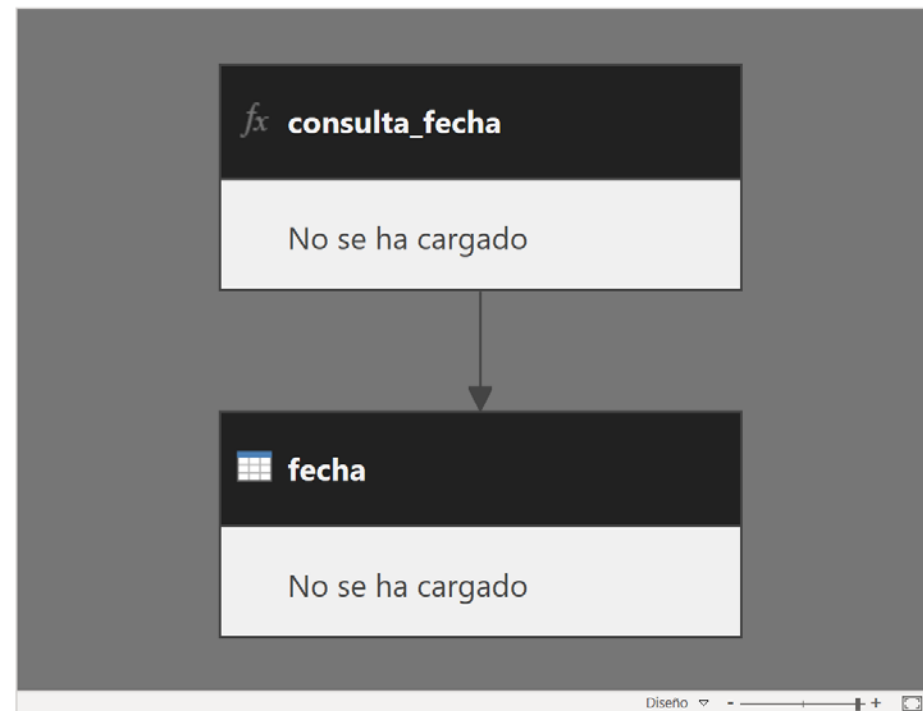 fx consulta_fecha
No se ha cargado
fecha
No se ha cargado
Diseño - +